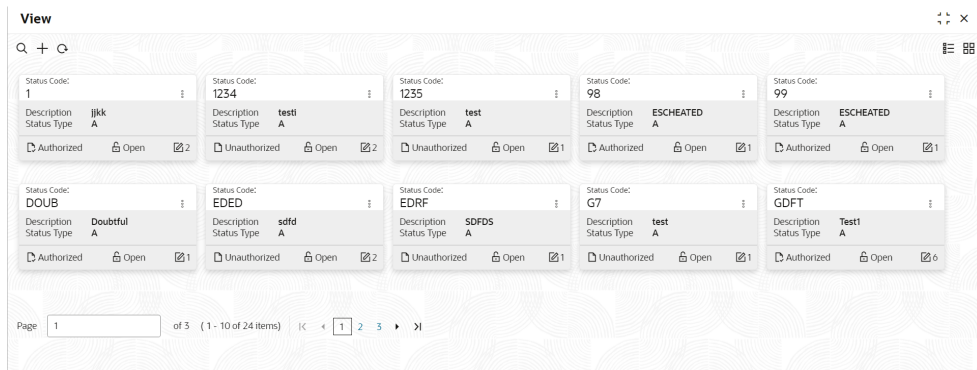 View
Status Code: Status Code: Status Code: Status Code: Status Code:
1 1234 1235 98 99
Description jjkk Description testi Description test Description ESCHEATED Description ESCHEATED
Status Type A Status Type A Status Type A Status Type A Status Type A
Authorized Open 2 Unauthorized Open 2 Unauthorized Open 1 Authorized Open 1 Authorized Open 1
Status Code: Status Code: Status Code: Status Code: Status Code:
DOUB EDED EDRF G7 GDFT
Description Doubtful Description sdfd Description SDFDS Description test Description Test1
Status Type A Status Type A Status Type A Status Type A Status Type A
Authorized Open 1 Unauthorized Open 2 Unauthorized Open 1 Unauthorized Open 1 Authorized Open 6
Page 1 of 3 ( 1 - 10 of 24 items) 1 2 3